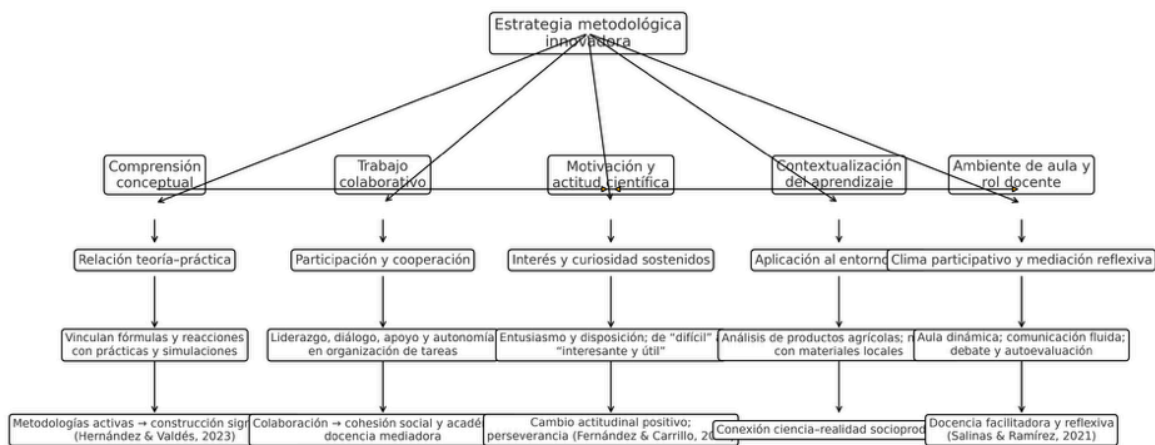 Estrategia metodológica
innovadora
Comprensión
conceptual
Trabajo
colaborativo
Motivación y
actitud científica
Contextualización
del aprendizaje
Ambiente de aula y
rol docente
Relación teoría–práctica
Participación y cooperación
Interés y curiosidad sostenidos
Aplicación al entorno
Clima participativo y mediación reflexiva
Vinculan fórmulas y reacciones
con prácticas y simulaciones
Liderazgo, diálogo, apoyo y autonomía
en organización de tareas
Entusiasmo y disposición; de “difícil”
“interesante y útil”
Análisis de productos agrícolas;
con materiales locales
Aula dinámica; comunicación fluida;
debate y autoevaluación
Metodologías activas → construcción
(Hernández & Valdés, 2023)
Colaboración → cohesión social y
docencia mediadora
Cambio actitudinal positivo;
perseverancia (Fernández & Carrillo,
Conexión ciencia–realidad
Docencia facilitadora y reflexiva
(Salinas & Ramírez, 2021)